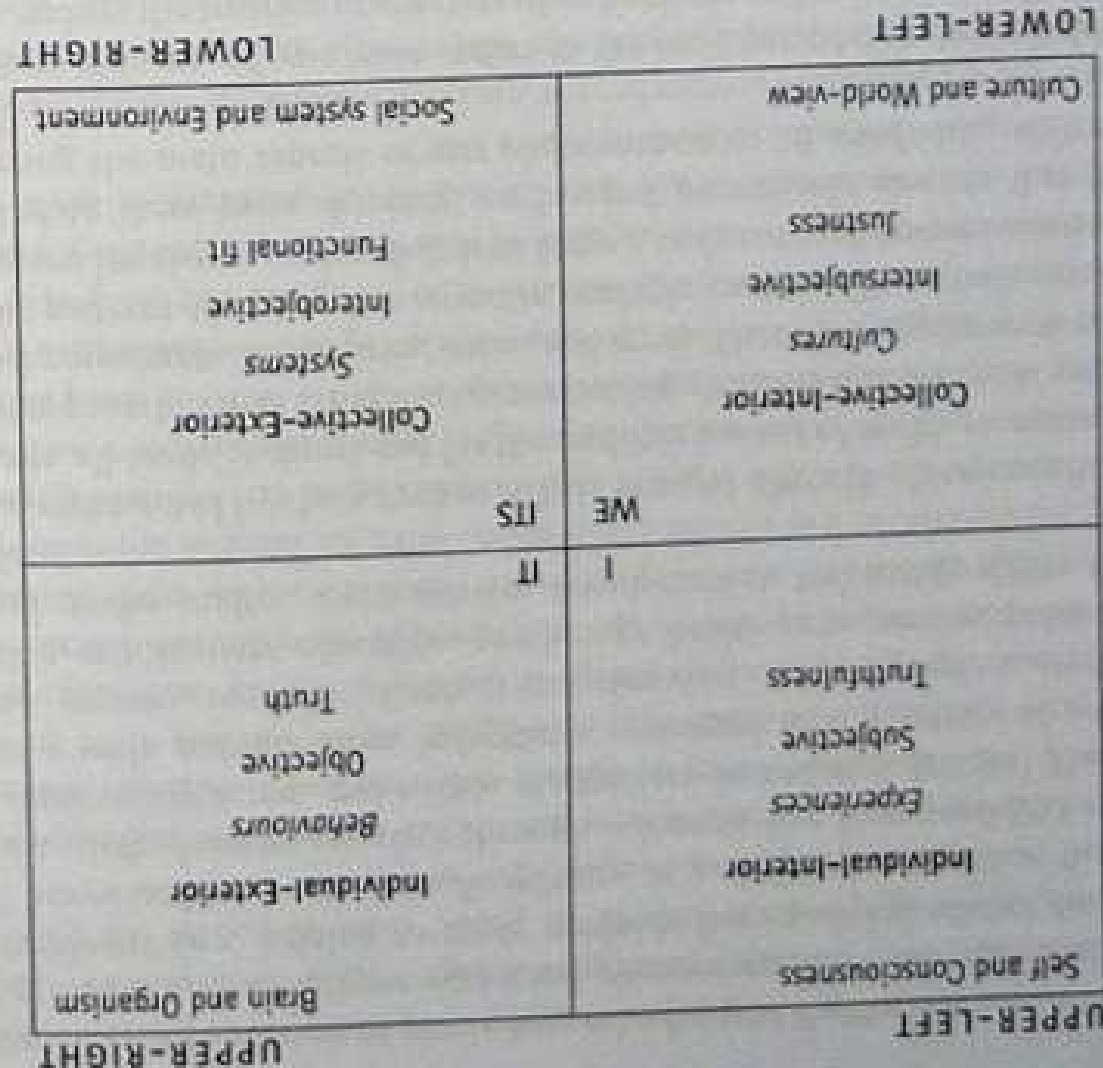 UPPER-LEFT
UPPER-RIGHT
Self and Consciousness
Brain and Organism
Individual-Interior
Experiences
Subjective
Truthfulness
I
Individual-Exterior
Behaviours
Objective
Truth
IT
WE
Collective-Interior
Cultures
Intersubjective
Justness
Culture and World-view
ITS
Collective-Exterior
Systems
Interobjective
Functional fit
Social system and Environment
LOWER-LEFT
LOWER-RIGHT